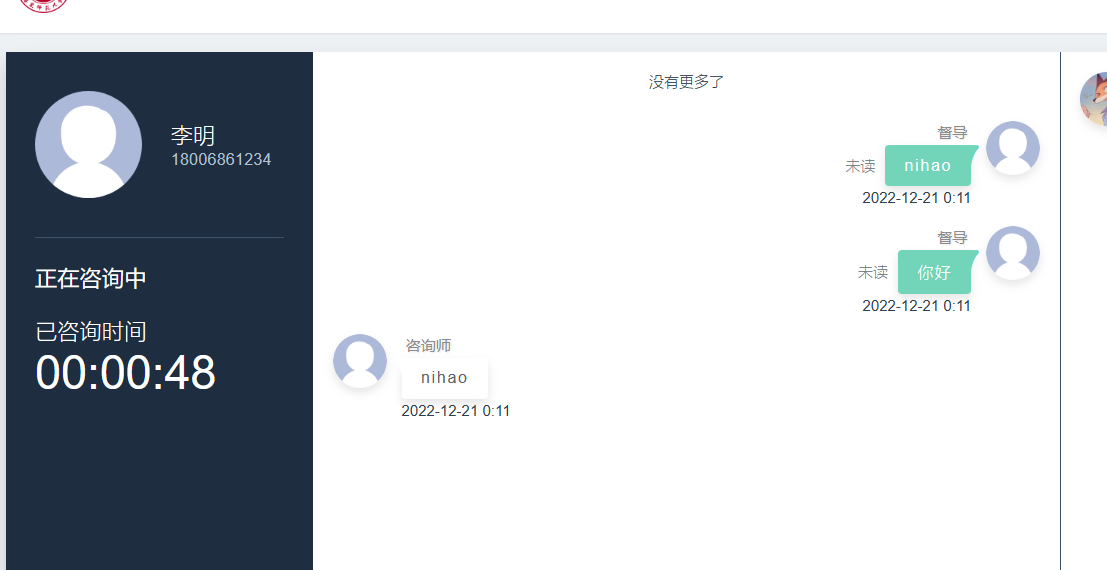 李明
18006861234
正在咨询中
已咨询时间
00:00:48
没有更多了
督导
未读 nihao
2022-12-21 0:11
督导
未读 你好
2022-12-21 0:11
咨询师
nihao
2022-12-21 0:11